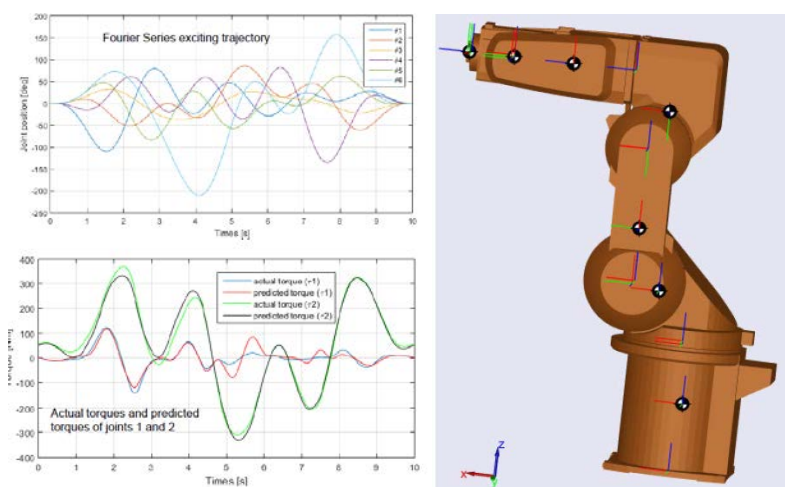 Fourier Series exciting trajectory
#1
#2
#3
#4
#5
#6
Joint position [deg]
200
150
100
50
0
-50
-100
-150
-200
-250
0 1 2 3 4 5 6 7 8 9 10
Times [s]
actual torque (τ1)
predicted torque (τ1)
actual torque (τ2)
predicted torque (τ2)
400
300
200
100
0
-100
-200
-300
-400
Actual torques and predicted
torques of joints 1 and 2
0 1 2 3 4 5 6 7 8 9 10
Times [s]
Z
X
Y